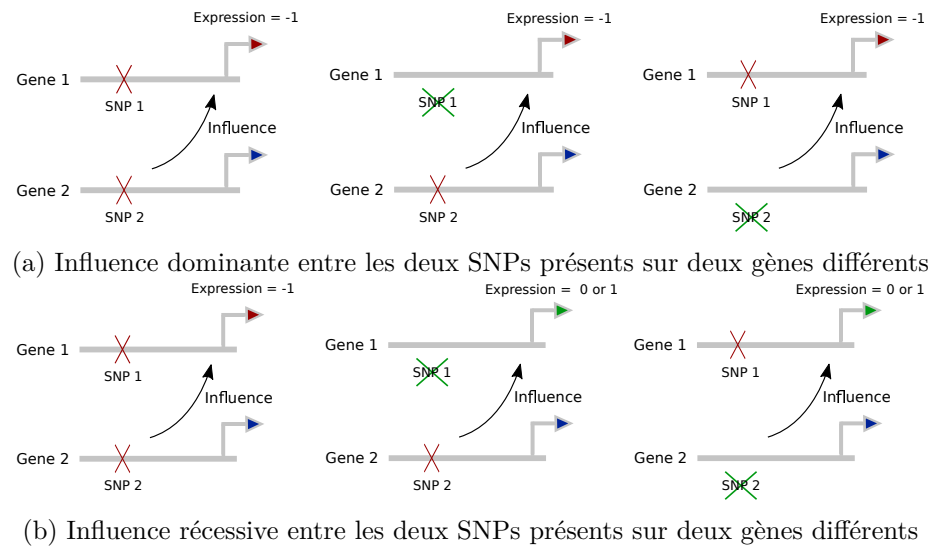 Expression = -1
Expression = -1
Expression = -1
Gene 1
SNP 1
Gene 1
SNP 1
Gene 1
SNP 1
Influence
Influence
Influence
Gene 2
SNP 2
Gene 2
SNP 2
Gene 2
SNP 2
(a) Influence dominante entre les deux SNPs présents sur deux gènes différents
Expression = -1
Expression = 0 or 1
Expression = 0 or 1
Gene 1
SNP 1
Gene 1
SNP 1
Gene 1
SNP 1
Influence
Influence
Influence
Gene 2
SNP 2
Gene 2
SNP 2
Gene 2
SNP 2
(b) Influence récessive entre les deux SNPs présents sur deux gènes différents